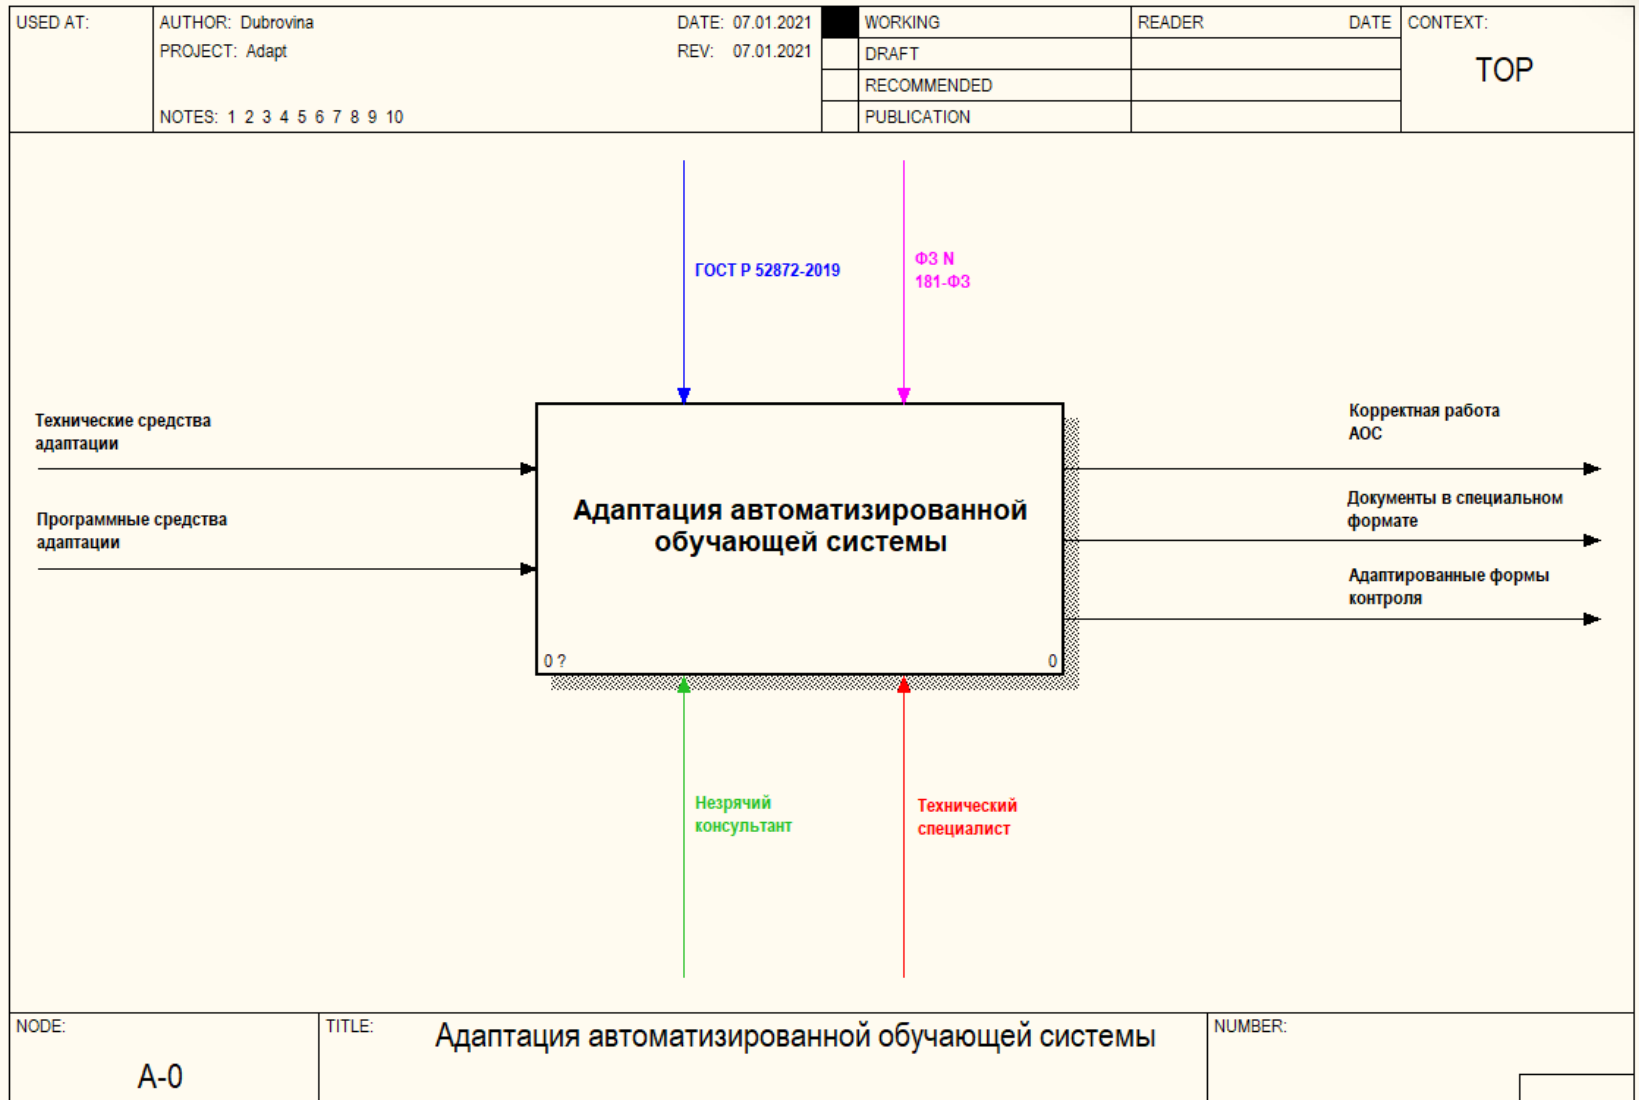 USED AT:
AUTHOR: Dubrovina
DATE: 07.01.2021
WORKING
READER
DATE
CONTEXT:
PROJECT: Adapt
REV: 07.01.2021
DRAFT
TOP
RECOMMENDED
NOTES: 1 2 3 4 5 6 7 8 9 10
PUBLICATION
ГОСТ Р 52872-2019
ФЗ N
181-ФЗ
Технические средства
адаптации
Программные средства
адаптации
Адаптация автоматизированной
обучающей системы
0 ?
0
Корректная работа
АОС
Документы в специальном
формате
Адаптированные формы
контроля
Незрячий
консультант
Технический
специалист
NODE:
A-0
TITLE:
Адаптация автоматизированной обучающей системы
NUMBER: